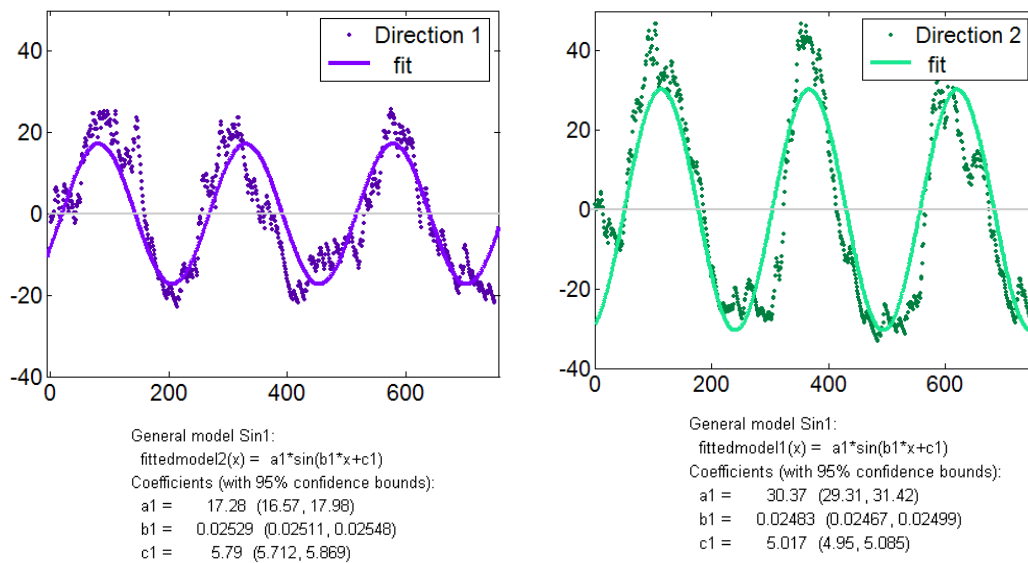 Direction 1
fit
40
20
0
-20
-40
0
200
400
600
General model Sin1:
fittedmodel2(x) = a1*sin(b1*x+c1)
Coefficients (with 95% confidence bounds):
a1 = 17.28 (16.57, 17.98)
b1 = 0.02529 (0.02511, 0.02548)
c1 = 5.79 (5.712, 5.869)
Direction 2
fit
50
40
20
0
-20
-40
0
200
400
600
General model Sin1:
fittedmodel1(x) = a1*sin(b1*x+c1)
Coefficients (with 95% confidence bounds):
a1 = 30.37 (29.31, 31.42)
b1 = 0.02483 (0.02467, 0.02499)
c1 = 5.017 (4.95, 5.085)